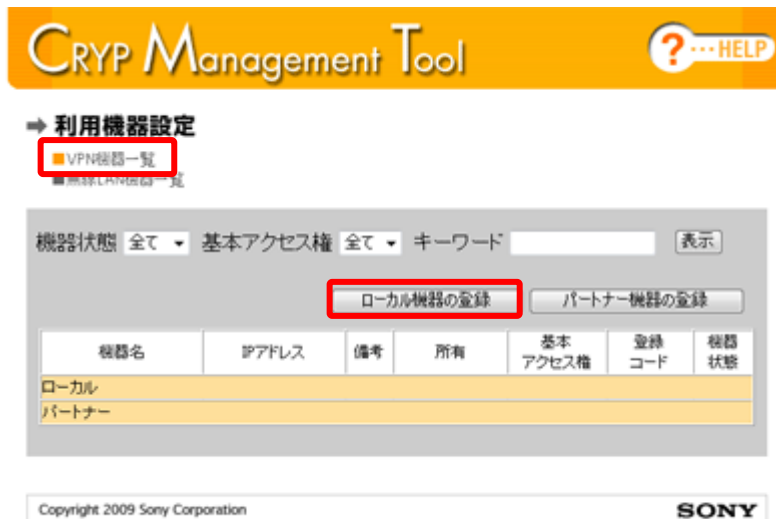 CRYP Management Tool
?…HELP
➡ 利用機器設定
■VPN機器一覧
■無線LAN機器一覧
機器状態 全て 基本アクセス権 全て キーワード 表示
ローカル機器の登録 パートナー機器の登録
機器名 IPアドレス 備考 所有 基本アクセス権 登録コード 機器状態
ローカル
パートナー
Copyright 2009 Sony Corporation SONY